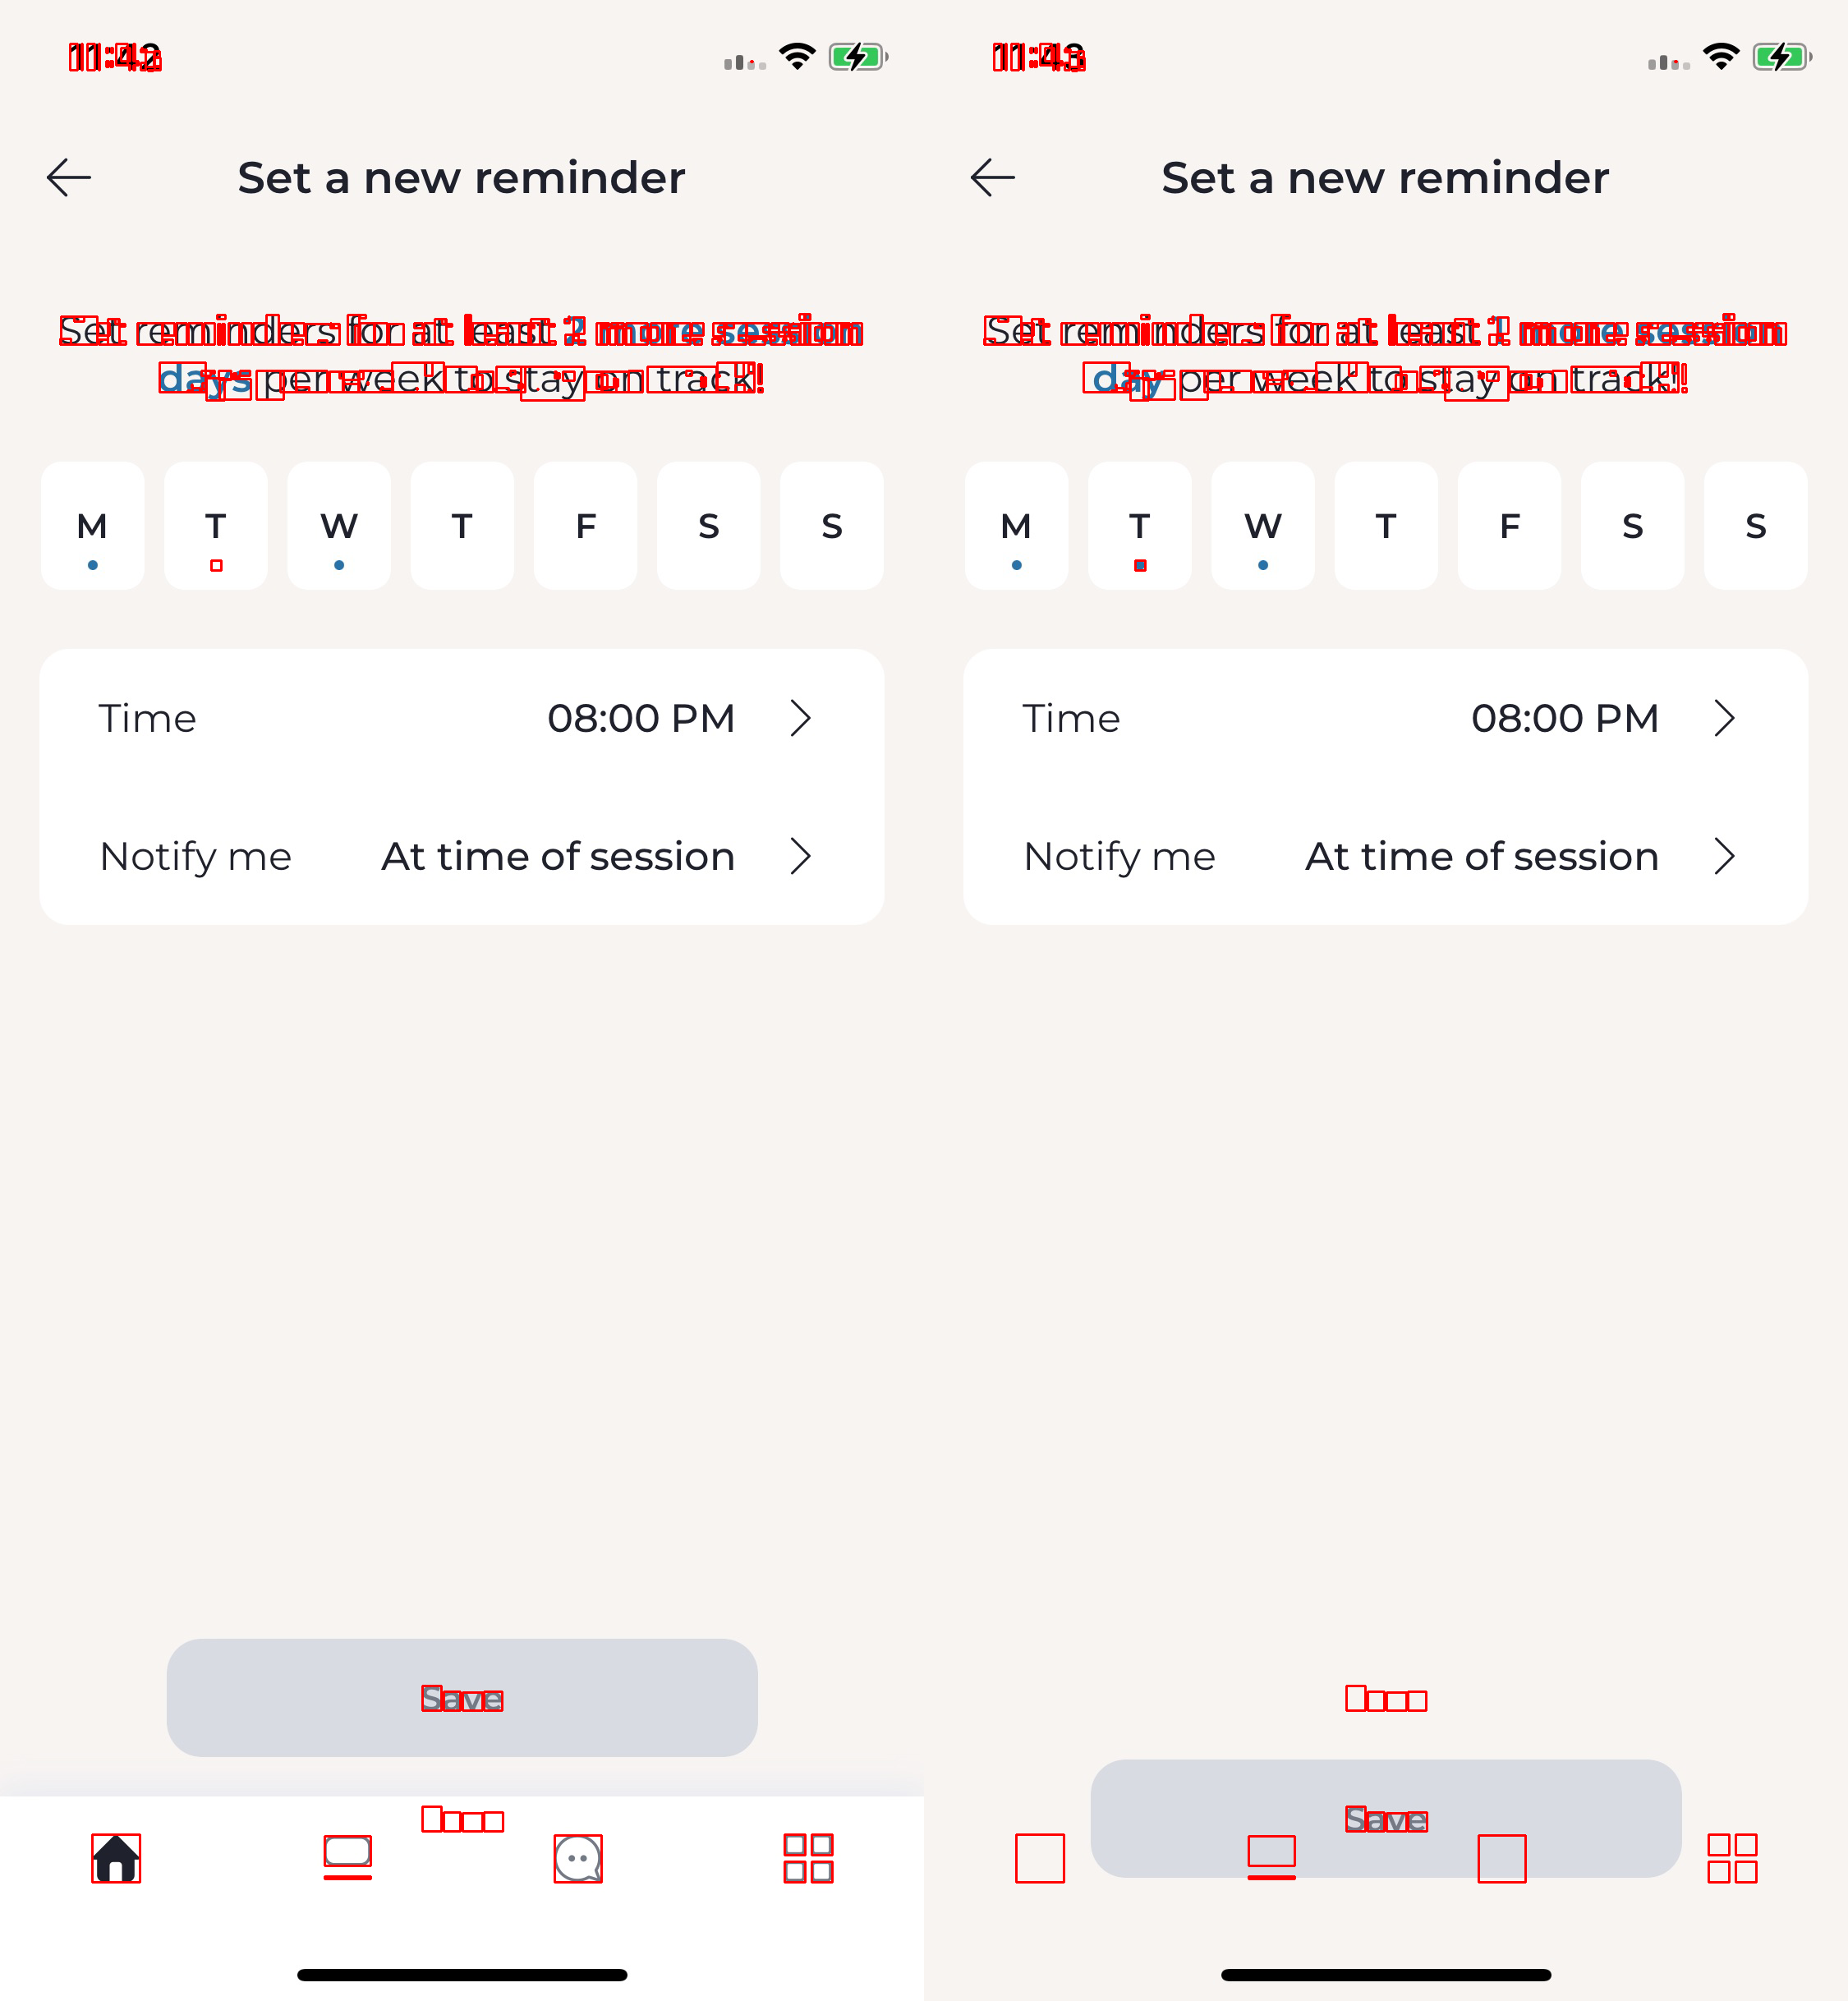 11:42
Set a new reminder
Set reminders for at least 2 more session
days per week to stay on track!
M T W T F S S
Time 08:00 PM
Notify me At time of session
Save
11:43
Set a new reminder
Set reminders for at least 1 more session
day per week to stay on track!
M T W T F S S
Time 08:00 PM
Notify me At time of session
Save